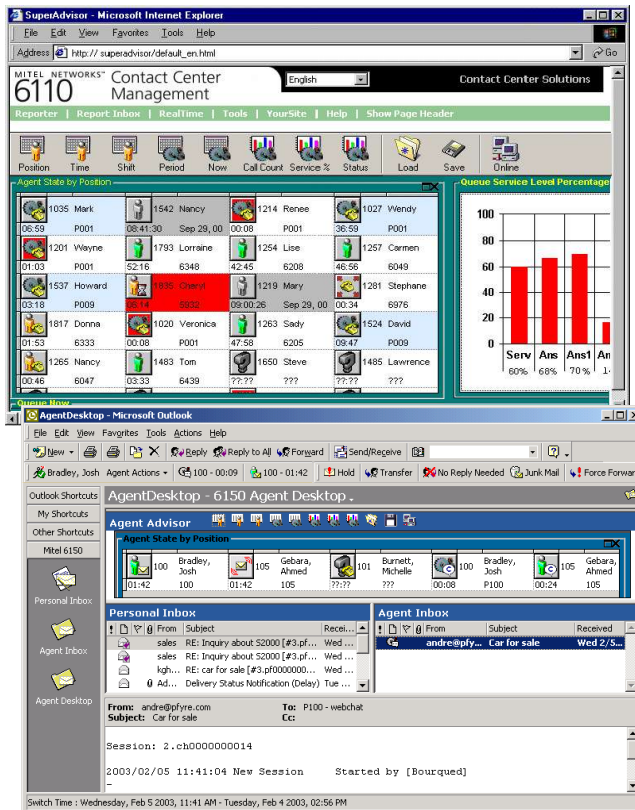 SuperAdvisor - Microsoft Internet Explorer
File Edit View Favorites Tools Help
Address http:// superadvisor/default_en.html Go
MITEL NETWORKS™ Contact Center English Contact Center Solutions
6110 Management
Reporter | Report Inbox | RealTime | Tools | YourSite | Help | Show Page Header
Position Time Shift Period Now Call Count Service % Status Load Save Online
Agent State by Position Queue Service Level Percentage
1035 Mark 1542 Nancy 1214 Renee 1027 Wendy
06:59 P001 08:41:30 Sep 29, 00 00:08 P001 36:59 P001
1201 Wayne 1793 Lorraine 1254 Lise 1257 Carmen
01:03 P001 52:16 6348 42:45 6208 46:56 6049
1537 Howard 1835 Cheryl 1219 Mary 1281 Stephane
03:18 P009 06:14 6932 09:00:26 Sep 29, 00 00:34 6976
1817 Donna 1020 Veronica 1263 Sady 1524 David
01:53 6333 00:08 P001 47:58 6205 09:47 P009
1265 Nancy 1483 Tom 1650 Steve 1485 Lawrence
00:46 6047 03:33 6439 ??:?? ??? ??:?? ???
100
80
60
40
20
0
Serv Ans Ans1 An
60% 68% 70%
Queue Now
AgentDesktop - Microsoft Outlook
File Edit View Favorites Tools Actions Help
New Reply Reply to All Forward Send/Receive
Bradley, Josh Agent Actions 100 - 00:09 100 - 01:42 Hold Transfer No Reply Needed Junk Mail Force Forwar
Outlook Shortcuts
My Shortcuts
Other Shortcuts
Mitel 6150
Personal Inbox
Agent Inbox
Agent Desktop
AgentDesktop - 6150 Agent Desktop .
Agent Advisor
Agent State by Position
100 Bradley, Josh 105 Gebara, Ahmed 101 Burnett, Michelle 100 Bradley, Josh 105 Gebara, Ahmed
01:42 100 01:42 105 ??:?? ??? 00:08 P100 00:24 105
Personal Inbox
! From Subject Recei...
sales RE: Inquiry about S2000 [#3.pf... Wed ...
sales RE: Inquiry about S2000 [#3.pf... Wed ...
kgh... RE: car for sale [#3.pf0000000... Wed ...
Ad... Delivery Status Notification (Delay) Tue ...
Agent Inbox
! From Subject Received
andre@pfy... Car for sale Wed 2/5...
From: andre@pfyre.com To: P100 - webchat
Subject: Car for sale Cc:
Session: 2.ch0000000014
2003/02/05 11:41:04 New Session Started by [Bourqued]
-
Switch Time : Wednesday, Feb 5 2003, 11:41 AM - Tuesday, Feb 4 2003, 02:56 PM